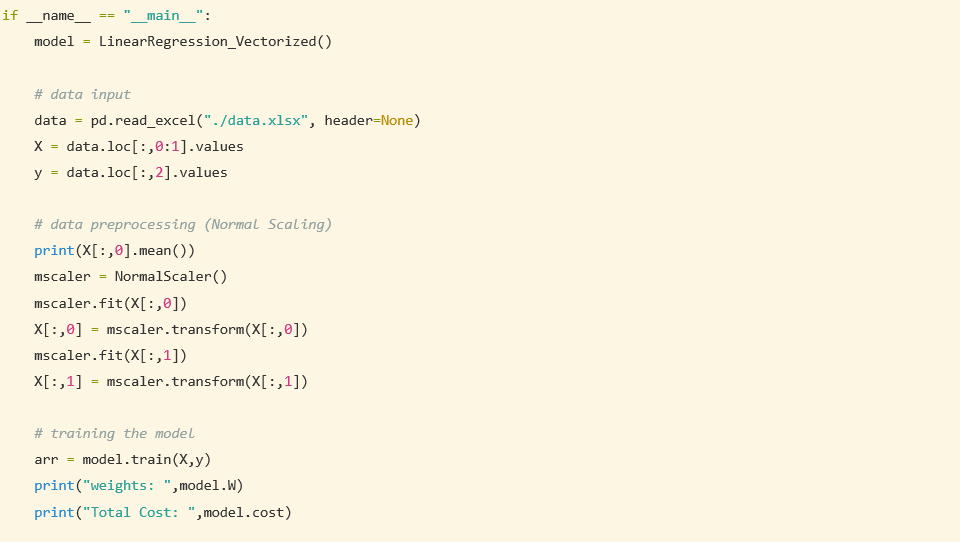 if __name__ == "__main__":
    model = LinearRegression_Vectorized()
    # data input
    data = pd.read_excel("./data.xlsx", header=None)
    X = data.loc[:,0:1].values
    y = data.loc[:,2].values
    # data preprocessing (Normal Scaling)
    print(X[:,0].mean())
    mscaler = NormalScaler()
    mscaler.fit(X[:,0])
    X[:,0] = mscaler.transform(X[:,0])
    mscaler.fit(X[:,1])
    X[:,1] = mscaler.transform(X[:,1])
    # training the model
    arr = model.train(X,y)
    print("weights: ",model.W)
    print("Total Cost: ",model.cost)